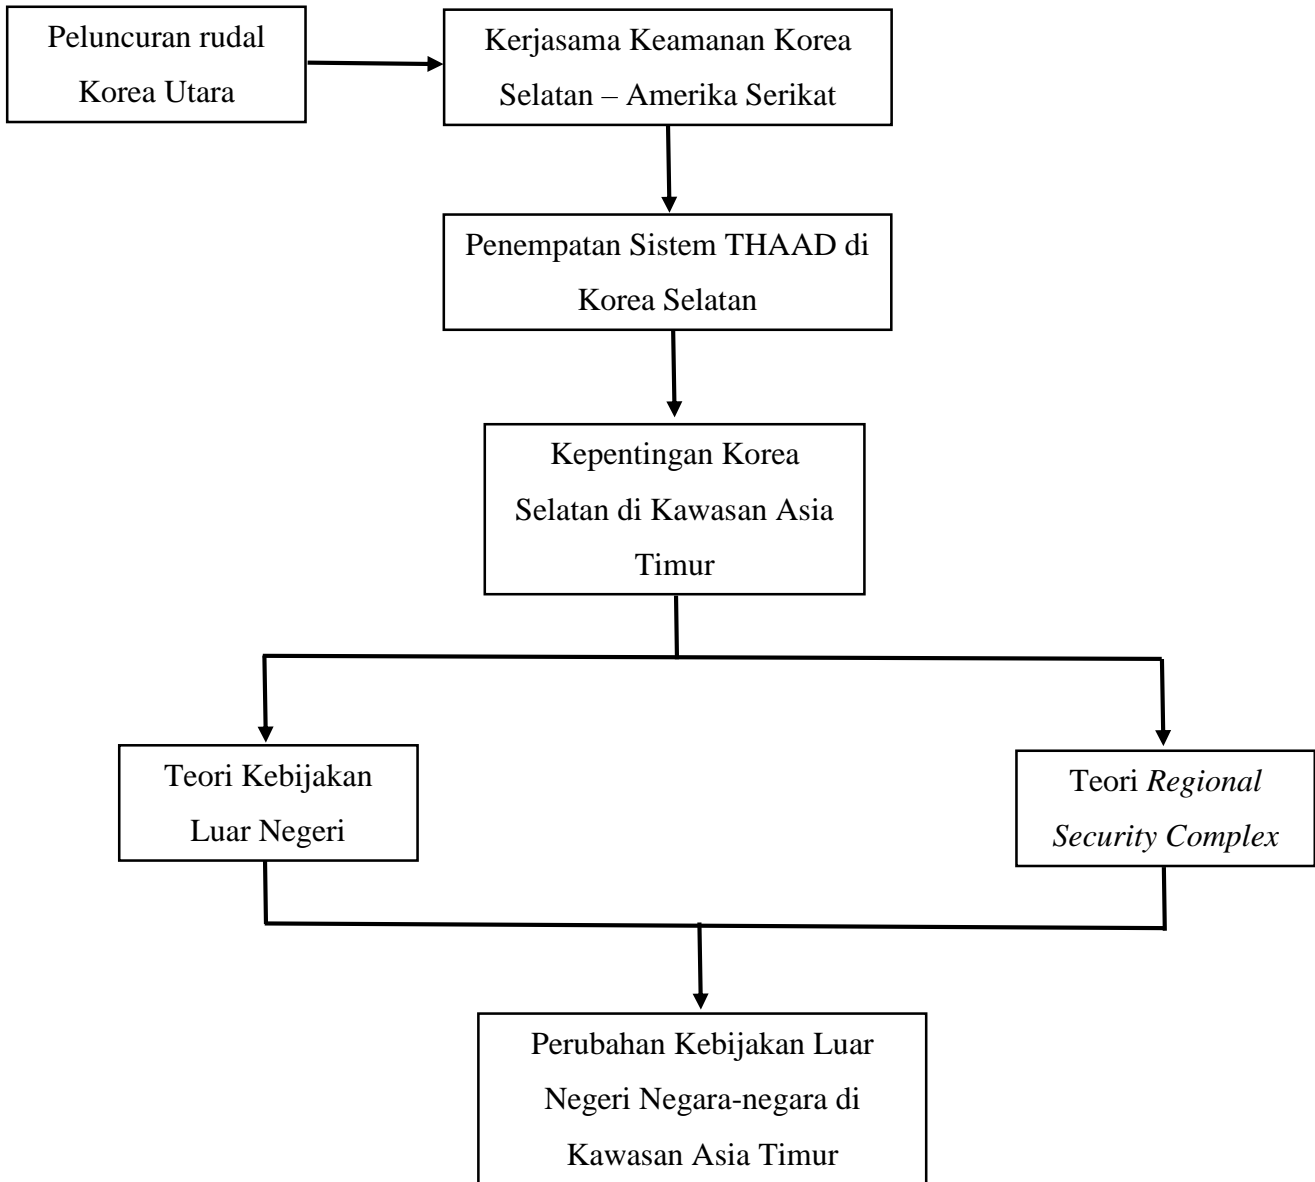 Peluncuran rudal
Korea Utara
Kerjasama Keamanan Korea
Selatan – Amerika Serikat
Penempatan Sistem THAAD di
Korea Selatan
Kepentingan Korea
Selatan di Kawasan Asia
Timur
Teori Kebijakan
Luar Negeri
Teori Regional
Security Complex
Perubahan Kebijakan Luar
Negeri Negara-negara di
Kawasan Asia Timur